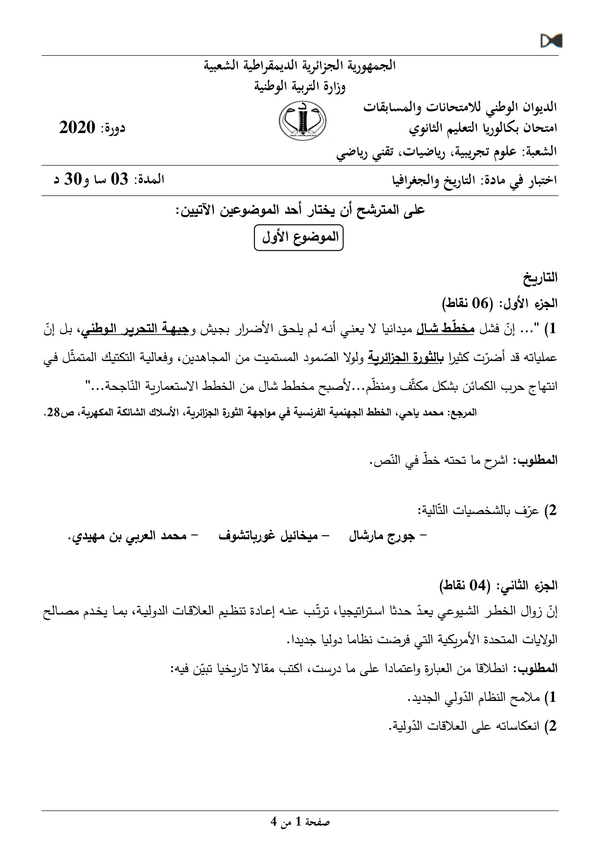 الجمهورية الجزائرية الديمقراطية الشعبية
وزارة التربية الوطنية
الديوان الوطني للامتحانات والمسابقات
امتحان بكالوريا التعليم الثانوي
دورة: 2020
الشعبة: علوم تجريبية، رياضيات، تقني رياضي
اختبار في مادة: التاريخ والجغرافيا
المدة: 03 سا و30 د
على المترشح أن يختار أحد الموضوعين الآتيين:
الموضوع الأول
التاريخ
الجزء الأول: (06 نقاط)
1) "... إنّ فشل مخطّط شال ميدانيا لا يعني أنه لم يلحق الأضرار بجيش وجبهة التحرير الوطني، بل إنّ
عملياته قد أضرّت كثيرا بالثورة الجزائرية ولولا الصّمود المستميت من المجاهدين، وفعالية التكتيك المتمثّل في
انتهاج حرب الكمائن بشكل مكثّف ومنظّم...لأصبح مخطط شال من الخطط الاستعمارية النّاجحة..."
المرجع: محمد ياحي، الخطط الجهنمية الفرنسية في مواجهة الثورة الجزائرية، الأسلاك الشائكة المكهربة، ص28.
المطلوب: اشرح ما تحته خطّ في النّص.
2) عرّف بالشخصيات التّالية:
- جورج مارشال – ميخائيل غورباتشوف - محمد العربي بن مهيدي.
الجزء الثاني: (04 نقاط)
إنّ زوال الخطر الشيوعي يعدّ حدثا استراتيجيا، ترتّب عنه إعادة تنظيم العلاقات الدولية، بما يخدم مصالح
الولايات المتحدة الأمريكية التي فرضت نظاما دوليا جديدا.
المطلوب: انطلاقا من العبارة واعتمادا على ما درست، اكتب مقالا تاريخيا تبيّن فيه:
1) ملامح النظام الدّولي الجديد.
2) انعكاساته على العلاقات الدّولية.
صفحة 1 من 4